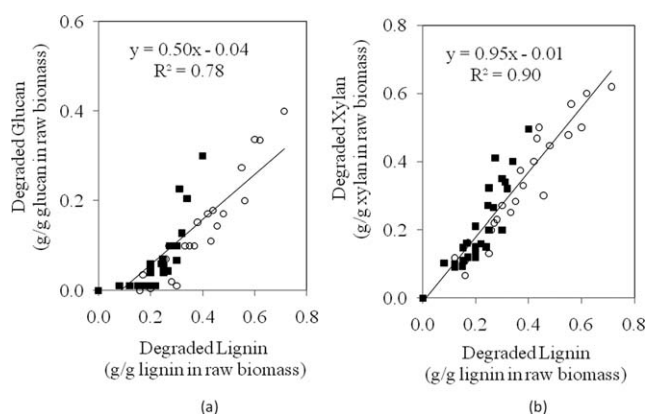 0.6
y = 0.50x - 0.04
R² = 0.78
0.4
0.2
0.0
0.0 0.2 0.4 0.6 0.8
Degraded Glucan
(g/g glucan in raw biomass)
Degraded Lignin
(g/g lignin in raw biomass)
(a)
0.8
y = 0.95x - 0.01
R² = 0.90
0.6
0.4
0.2
0.0
0.0 0.2 0.4 0.6 0.8
Degraded Xylan
(g/g xylan in raw biomass)
Degraded Lignin
(g/g lignin in raw biomass)
(b)